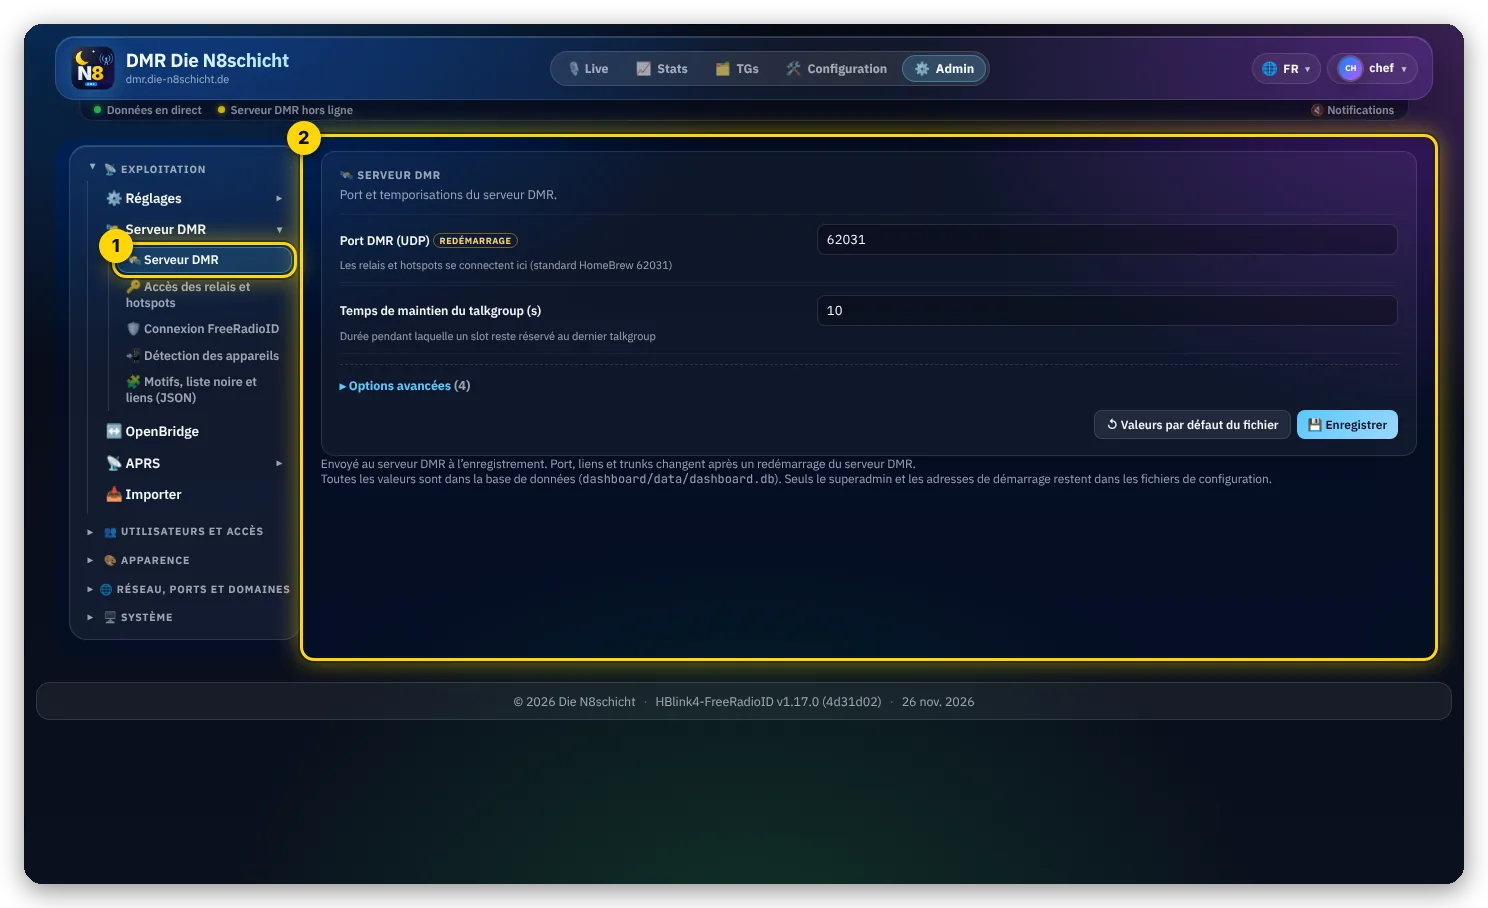 N8
DMR Die N8schicht
dmr.die-n8schicht.de
Live
Stats
TGs
Configuration
Admin
FR
CH
chef
Données en direct
Serveur DMR hors ligne
Notifications
2
EXPLOITATION
Réglages
Serveur DMR
1
Serveur DMR
Accès des relais et
hotspots
Connexion FreeRadioID
Détection des appareils
Motifs, liste noire et
liens (JSON)
OpenBridge
APRS
Importer
UTILISATEURS ET ACCÈS
APPARENCE
RÉSEAU, PORTS ET DOMAINES
SYSTÈME
SERVEUR DMR
Port et temporisations du serveur DMR.
Port DMR (UDP) REDÉMARRAGE
62031
Les relais et hotspots se connectent ici (standard HomeBrew 62031)
Temps de maintien du talkgroup (s)
10
Durée pendant laquelle un slot reste réservé au dernier talkgroup
Options avancées (4)
Valeurs par défaut du fichier
Enregistrer
Envoyé au serveur DMR à l’enregistrement. Port, liens et trunks changent après un redémarrage du serveur DMR.
Toutes les valeurs sont dans la base de données (dashboard/data/dashboard.db). Seuls le superadmin et les adresses de démarrage restent dans les fichiers de configuration.
© 2026 Die N8schicht · HBlink4-FreeRadioID v1.17.0 (4d31d02) · 26 nov. 2026